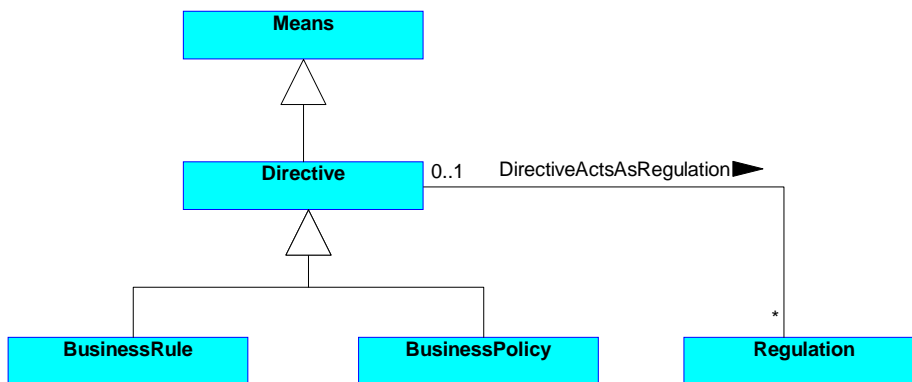 Means
Directive
0..1
DirectiveActsAsRegulation
*
BusinessRule
BusinessPolicy
Regulation